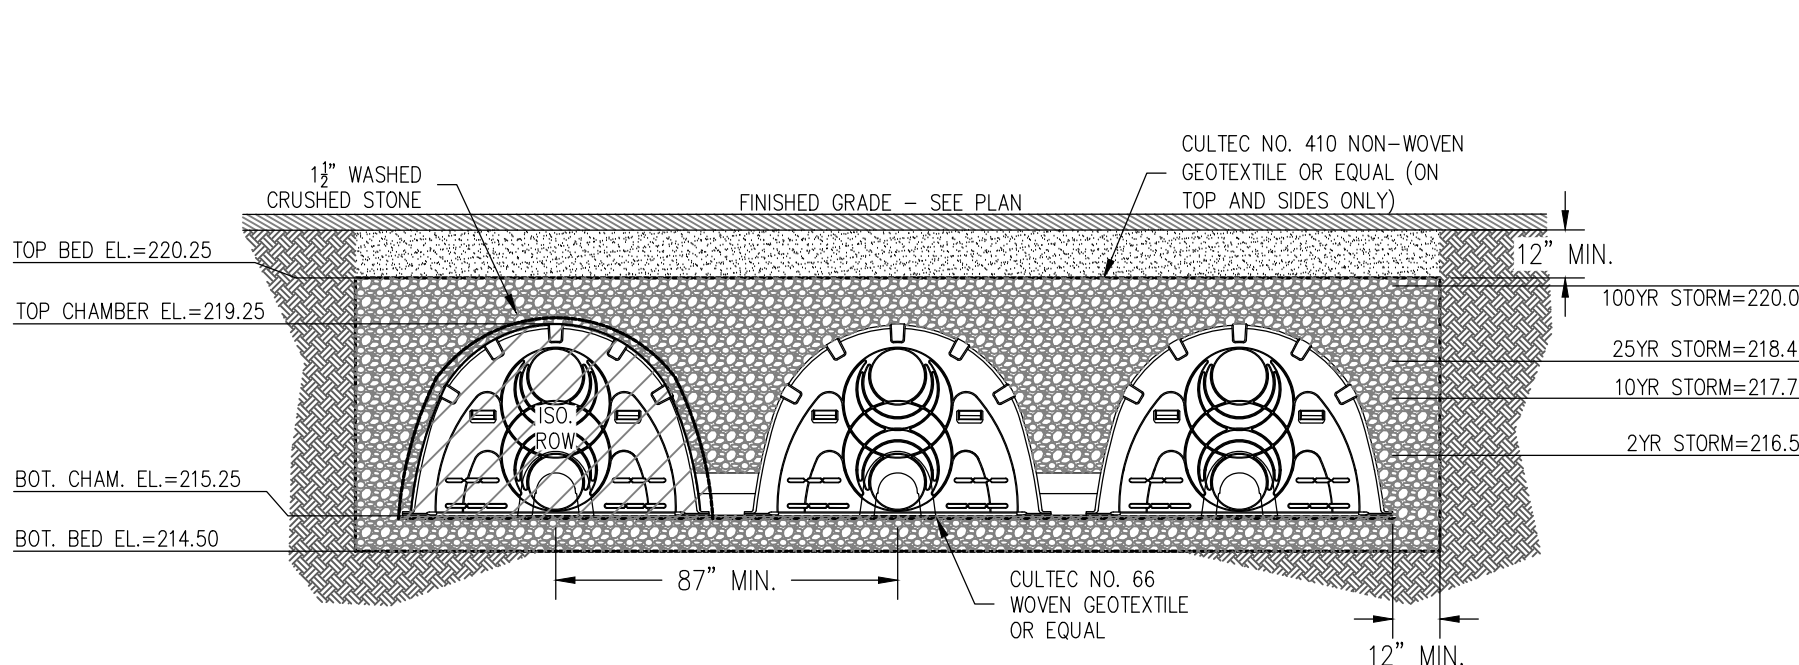 CULTEC NO. 410 NON-WOVEN
GEOTEXTILE OR EQUAL (ON
TOP AND SIDES ONLY)
1½" WASHED
CRUSHED STONE
FINISHED GRADE - SEE PLAN
TOP BED EL.=220.25
12" MIN.
100YR STORM=220.0
TOP CHAMBER EL.=219.25
25YR STORM=218.4
10YR STORM=217.7
ISO.
ROW
2YR STORM=216.5
BOT. CHAM. EL.=215.25
BOT. BED EL.=214.50
87" MIN.
CULTEC NO. 66
WOVEN GEOTEXTILE
OR EQUAL
12" MIN.